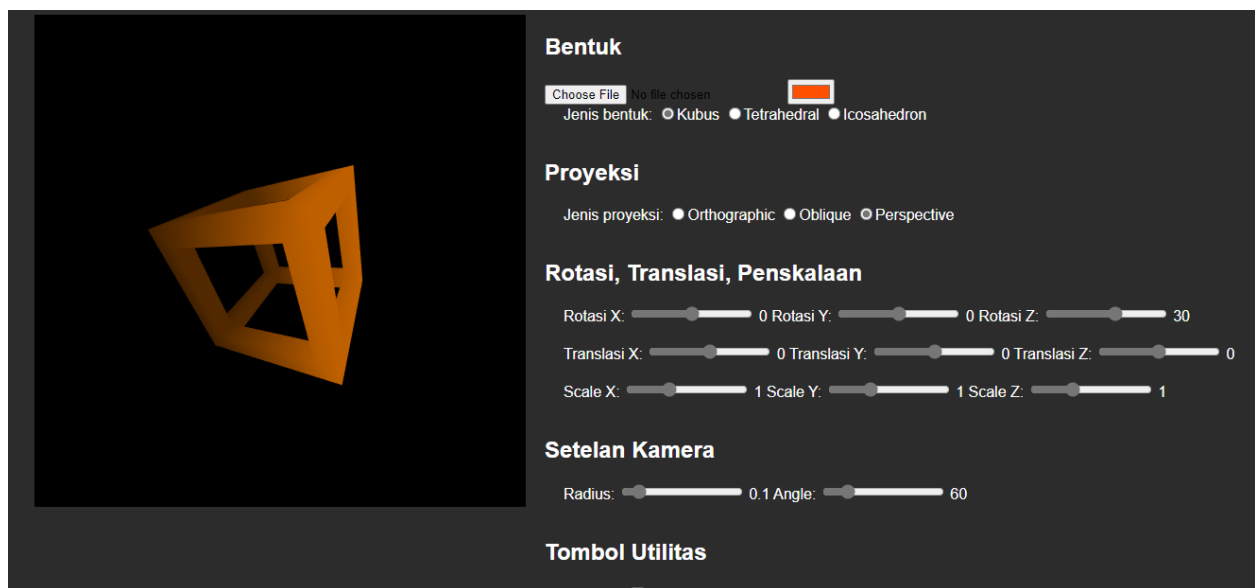 Bentuk
Choose File No file chosen
Jenis bentuk: Kubus Tetrahedral Icosahedron
Proyeksi
Jenis proyeksi: Orthographic Oblique Perspective
Rotasi, Translasi, Penskalaan
Rotasi X: 0 Rotasi Y: 0 Rotasi Z: 30
Translasi X: 0 Translasi Y: 0 Translasi Z: 0
Scale X: 1 Scale Y: 1 Scale Z: 1
Setelan Kamera
Radius: 0.1 Angle: 60
Tombol Utilitas